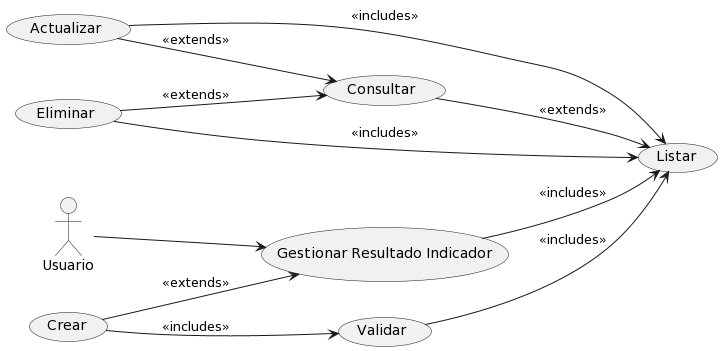 Actualizar
«includes»
«extends»
Consultar
«extends»
«extends»
Eliminar
«includes»
Listar
«includes»
Usuario
Gestionar Resultado Indicador
«includes»
«extends»
Crear
«includes»
Validar